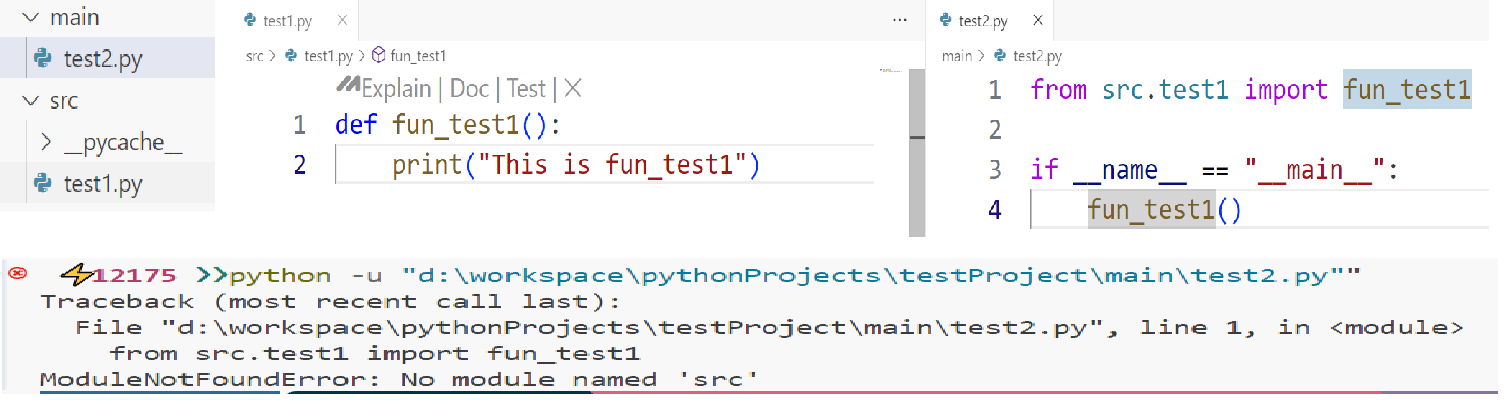 main
test2.py
src
__pycache__
test1.py
test1.py ×
...
src > test1.py > fun_test1
Explain | Doc | Test | X
1 def fun_test1():
2 print("This is fun_test1")
test2.py ×
main > test2.py
1 from src.test1 import fun_test1
2
3 if __name__ == "__main__":
4 fun_test1()
12175 >>python -u "d:\workspace\pythonProjects\testProject\main\test2.py""
Traceback (most recent call last):
File "d:\workspace\pythonProjects\testProject\main\test2.py", line 1, in <module>
from src.test1 import fun_test1
ModuleNotFoundError: No module named 'src'